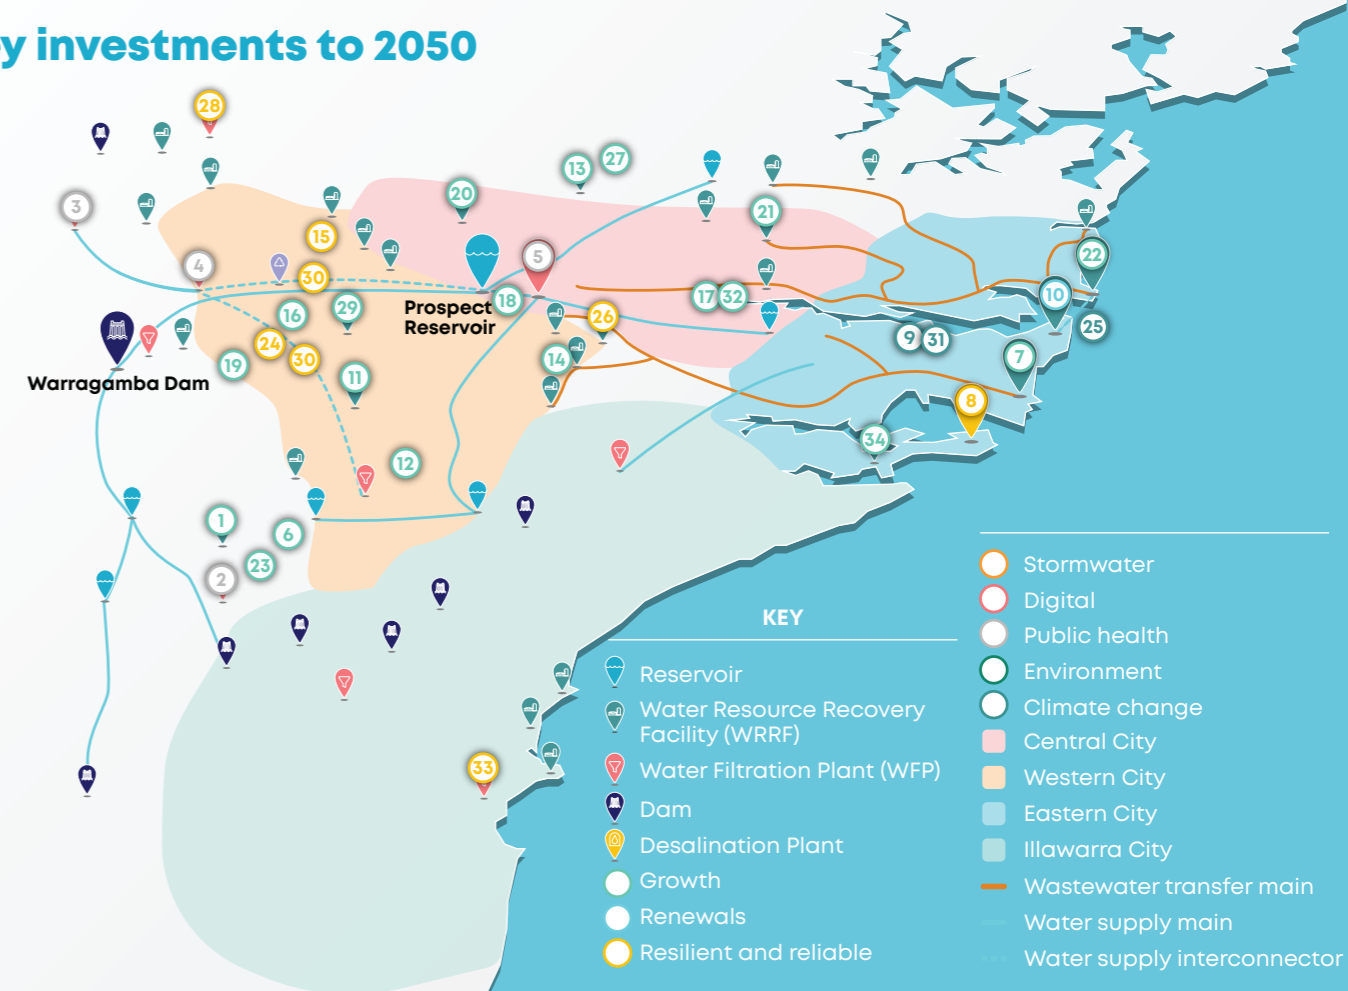 y investments to 2050
28
3
13
27
20
21
15
4
5
22
30
10
Prospect
Reservoir
18
17
32
29
16
26
25
9
31
24
30
19
14
7
Warragamba Dam
11
8
34
12
1
6
23
2
33
KEY
Reservoir
Water Resource Recovery
Facility (WRRF)
Water Filtration Plant (WFP)
Dam
Desalination Plant
Growth
Renewals
Resilient and reliable
Stormwater
Digital
Public health
Environment
Climate change
Central City
Western City
Eastern City
Illawarra City
Wastewater transfer main
Water supply main
Water supply interconnector